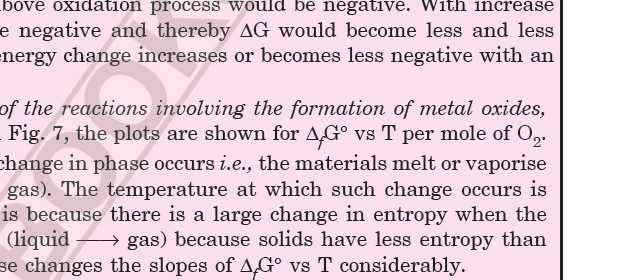 above oxidation process would be negative. With increase
negative and thereby ΔG would become less and less
energy change increases or becomes less negative with an
of the reactions involving the formation of metal oxides,
Fig. 7, the plots are shown for Δ_fG° vs T per mole of O₂.
change in phase occurs i.e., the materials melt or vaporise
gas). The temperature at which such change occurs is
is because there is a large change in entropy when the
(liquid ⟶ gas) because solids have less entropy than
changes the slopes of Δ_fG° vs T considerably.
BOOK